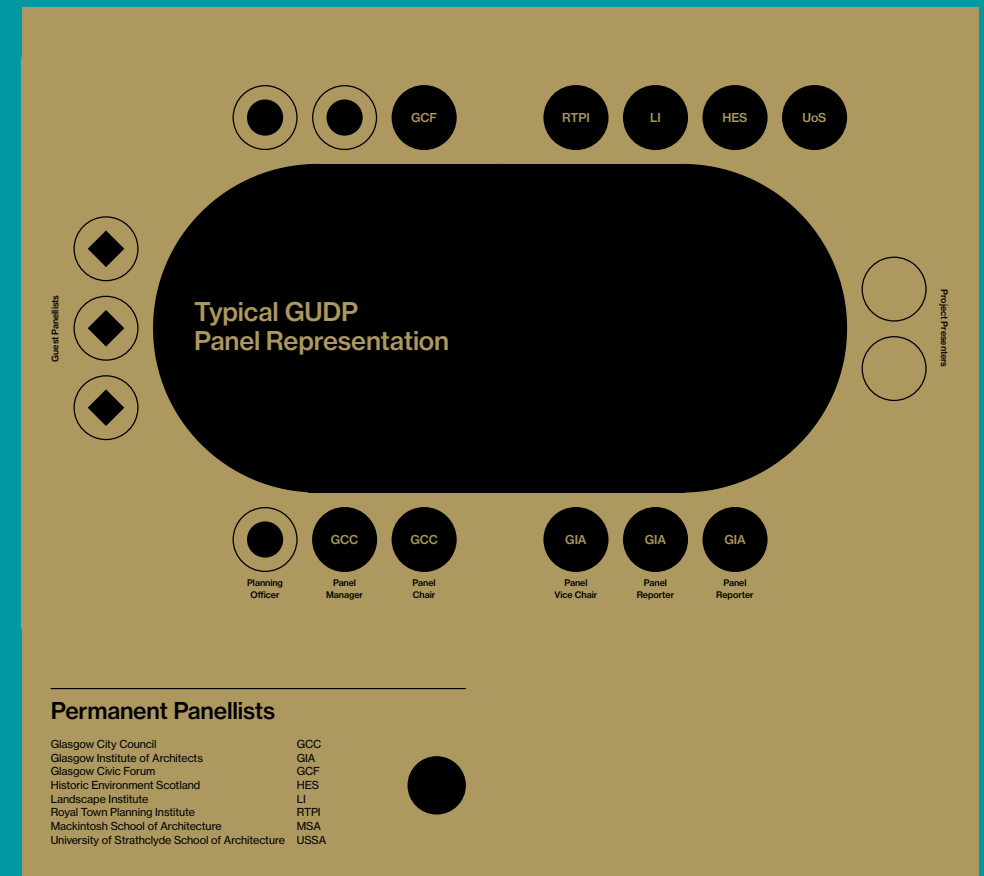 GCF
RTPI
LI
HES
UoS
Guest Panellists
Typical GUDP
Panel Representation
Project Presenters
GCC
GCC
GIA
GIA
GIA
Planning
Officer
Panel
Manager
Panel
Chair
Panel
Vice Chair
Panel
Reporter
Panel
Reporter
Permanent Panellists
Glasgow City Council GCC
Glasgow Institute of Architects GIA
Glasgow Civic Forum GCF
Historic Environment Scotland HES
Landscape Institute LI
Royal Town Planning Institute RTPI
Mackintosh School of Architecture MSA
University of Strathclyde School of Architecture USSA